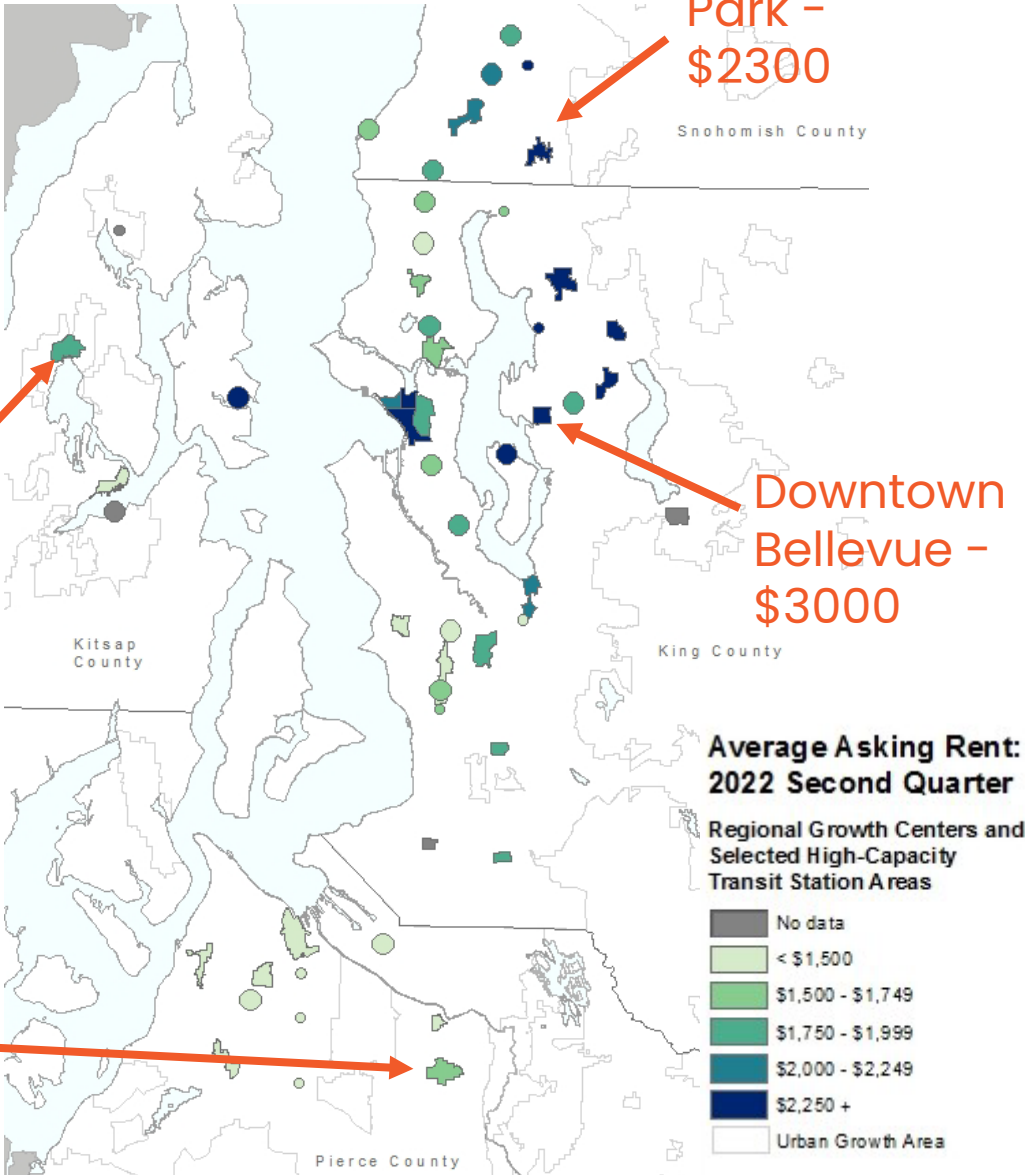 Park -
$2300
Snohomish County
Downtown
Bellevue -
$3000
Kitsap
County
King County
Average Asking Rent:
2022 Second Quarter
Regional Growth Centers and
Selected High-Capacity
Transit Station Areas
No data
< $1,500
$1,500 - $1,749
$1,750 - $1,999
$2,000 - $2,249
$2,250 +
Urban Growth Area
Pierce County